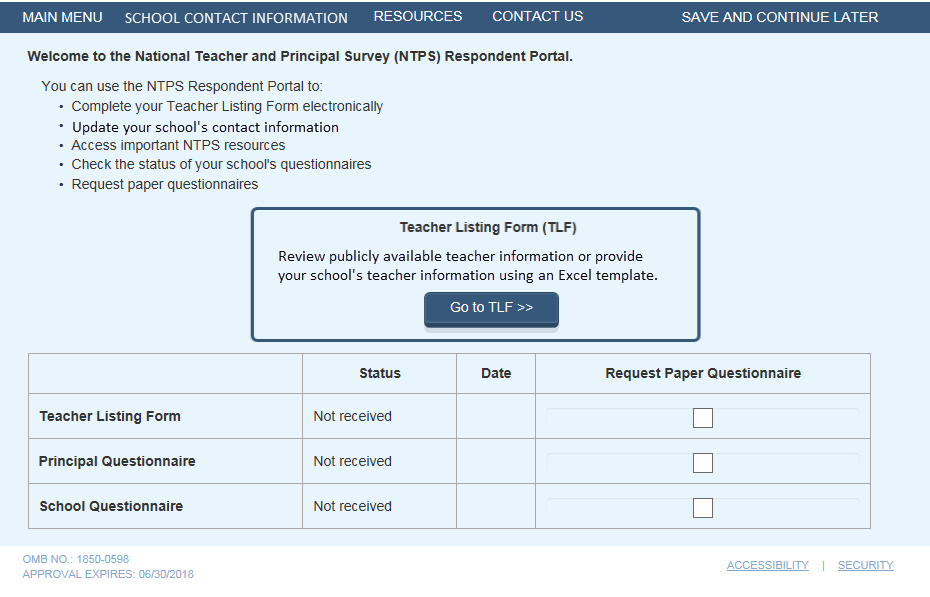 MAIN MENU SCHOOL CONTACT INFORMATION RESOURCES CONTACT US SAVE AND CONTINUE LATER
Welcome to the National Teacher and Principal Survey (NTPS) Respondent Portal.
You can use the NTPS Respondent Portal to:
• Complete your Teacher Listing Form electronically
• Update your school's contact information
• Access important NTPS resources
• Check the status of your school's questionnaires
• Request paper questionnaires
Teacher Listing Form (TLF)
Review publicly available teacher information or provide
your school's teacher information using an Excel template.
Go to TLF >>
Status Date Request Paper Questionnaire
Teacher Listing Form Not received
Principal Questionnaire Not received
School Questionnaire Not received
OMB NO.: 1850-0598
APPROVAL EXPIRES: 06/30/2018
ACCESSIBILITY | SECURITY